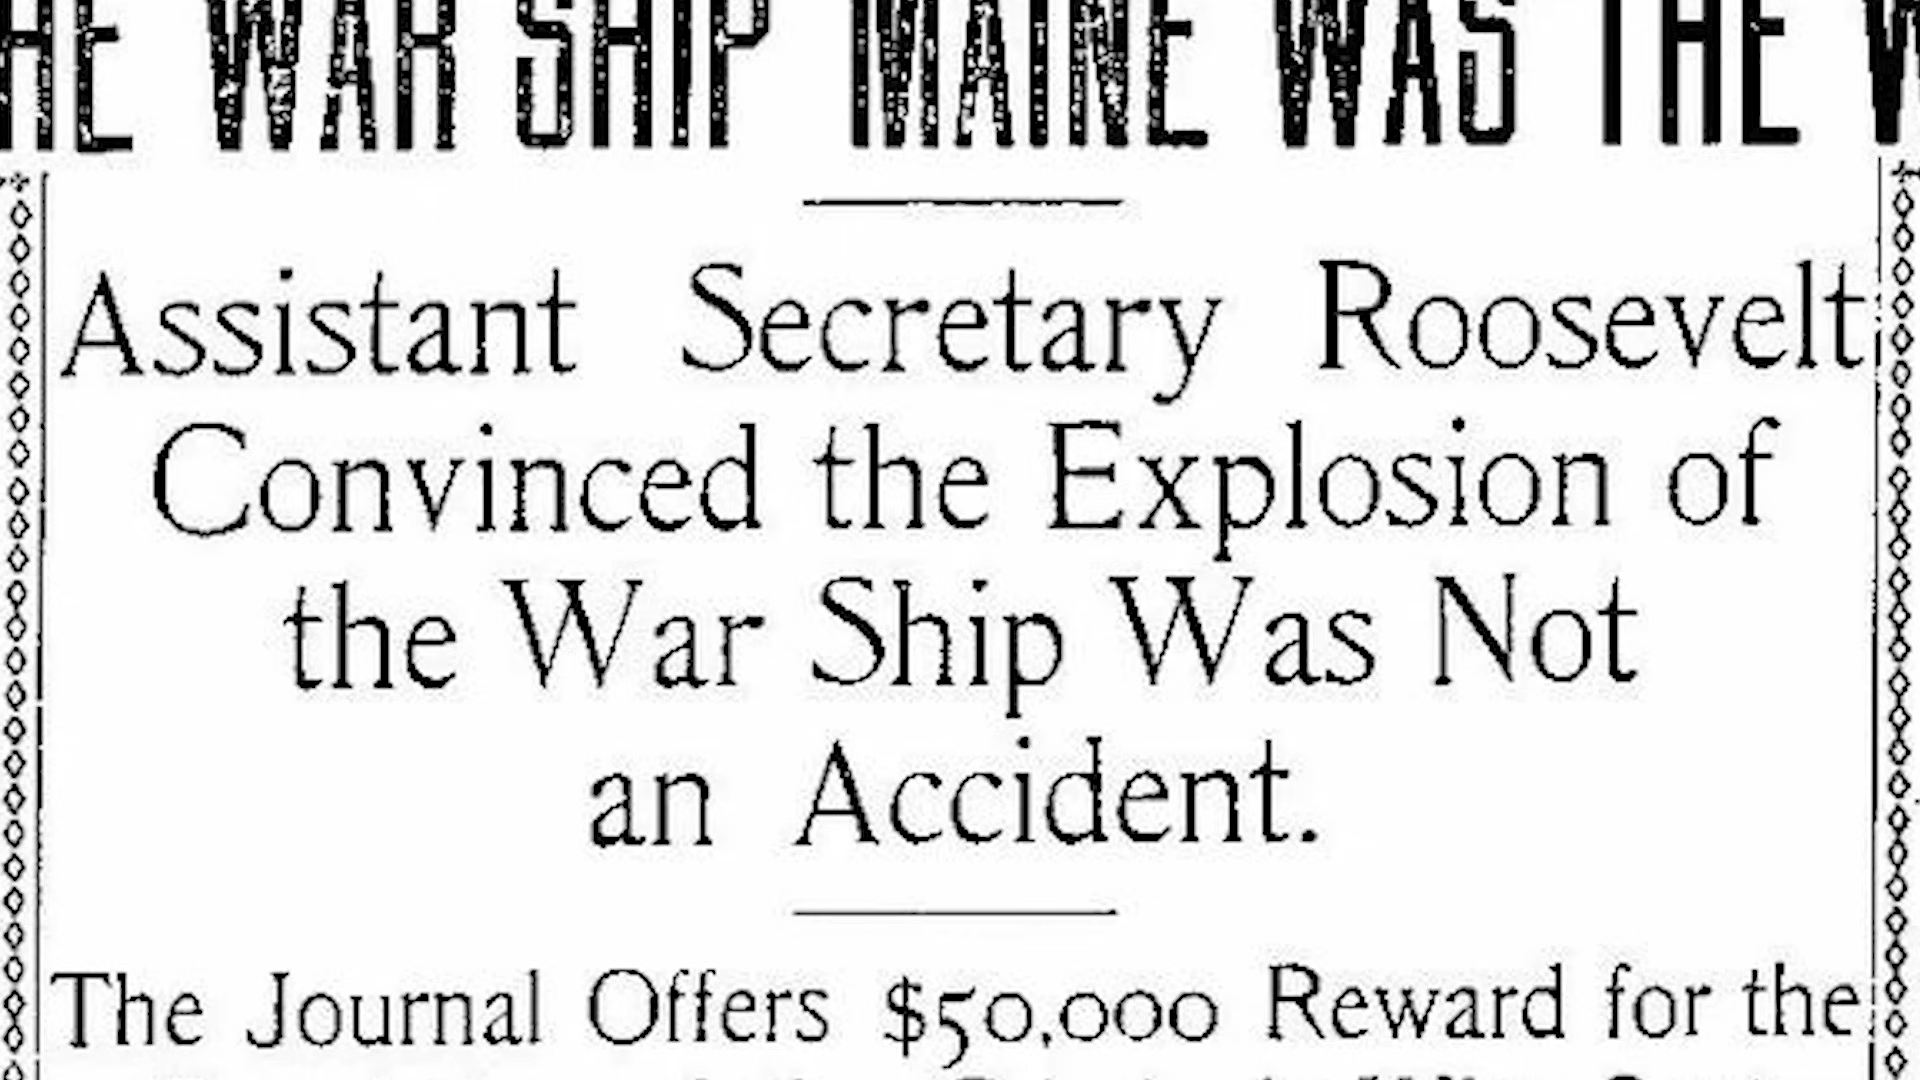 HE WAR SHIP MAINE WAS THE
Assistant Secretary Roosevelt
Convinced the Explosion of
the War Ship Was Not
an Accident.
The Journal Offers $50,000 Reward for the